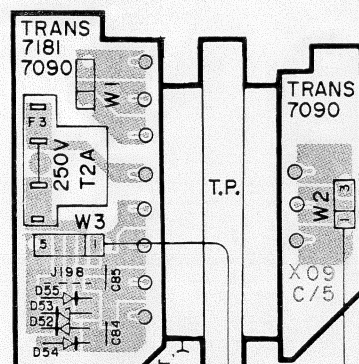 TRANS
7181
7090
W1
F3
250V
T2A
W3
5
1
J198
C85
D55
D53
D52
C84
D54
T.P.
TRANS
7090
W2
3
1
X09
C/5